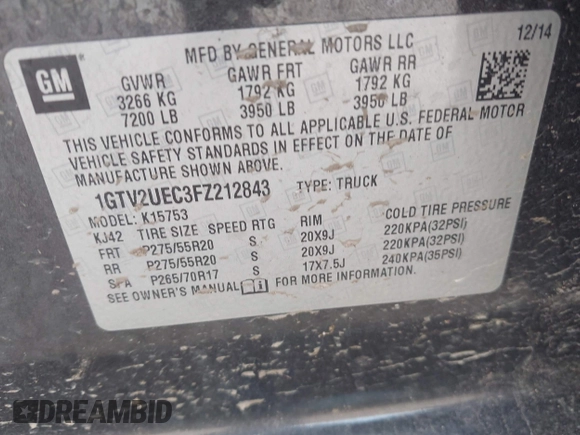 GM
MFD BY GENERAL MOTORS LLC
12/14
GVWR GAWR FRT GAWR RR
3266 KG 1792 KG 1792 KG
7200 LB 3950 LB 3950 LB
THIS VEHICLE CONFORMS TO ALL APPLICABLE U.S. FEDERAL MOTOR
VEHICLE SAFETY STANDARDS IN EFFECT ON THE DATE OF
MANUFACTURE SHOWN ABOVE.
1GTV2UEC3FZ212843 TYPE: TRUCK
MODEL: K15753
KJ42 TIRE SIZE SPEED RTG RIM COLD TIRE PRESSURE
FRT P275/55R20 S 20X9J 220KPA(32PSI)
RR P275/55R20 S 20X9J 220KPA(32PSI)
SPA P265/70R17 S 17X7.5J 240KPA(35PSI)
SEE OWNER'S MANUAL FOR MORE INFORMATION.
DREAMBID